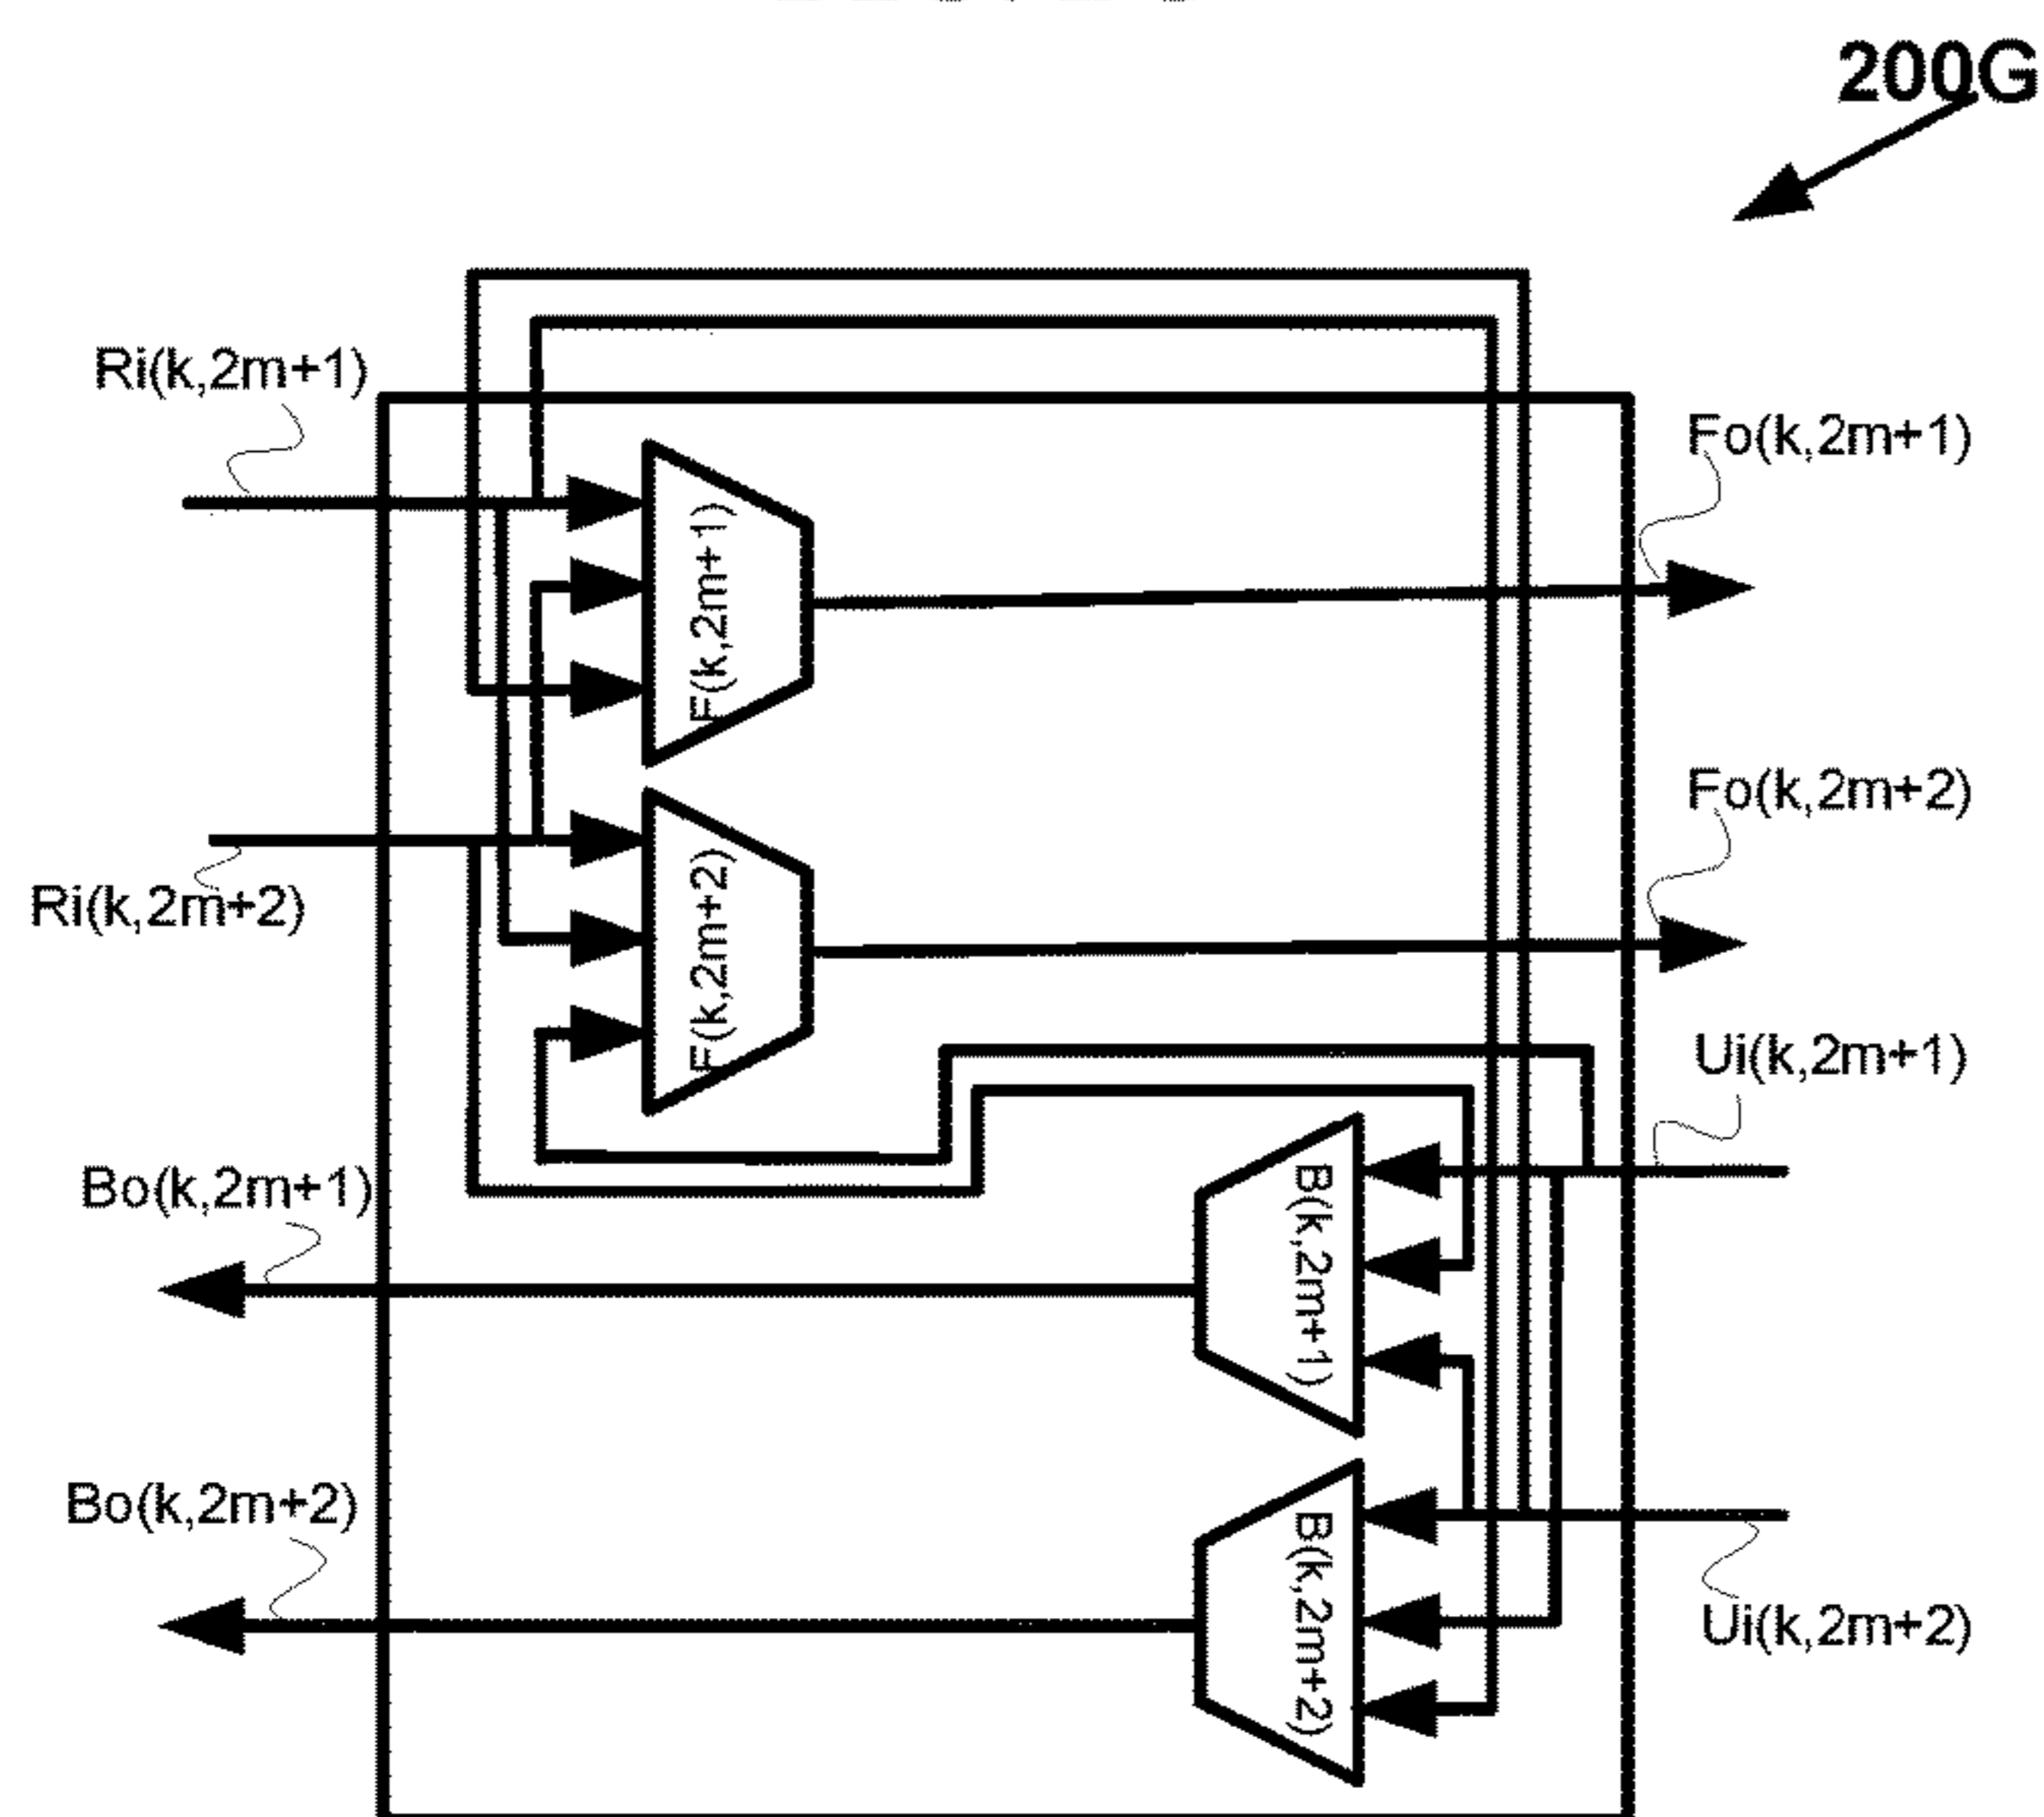 200G
Ri(k,2m+1)
Fo(k,2m+1)
F(k,2m+1)
Fo(k,2m+2)
Ri(k,2m+2)
F(k,2m+2)
Ui(k,2m+1)
Bo(k,2m+1)
B(k,2m+1)
Bo(k,2m+2)
B(k,2m+2)
Ui(k,2m+2)